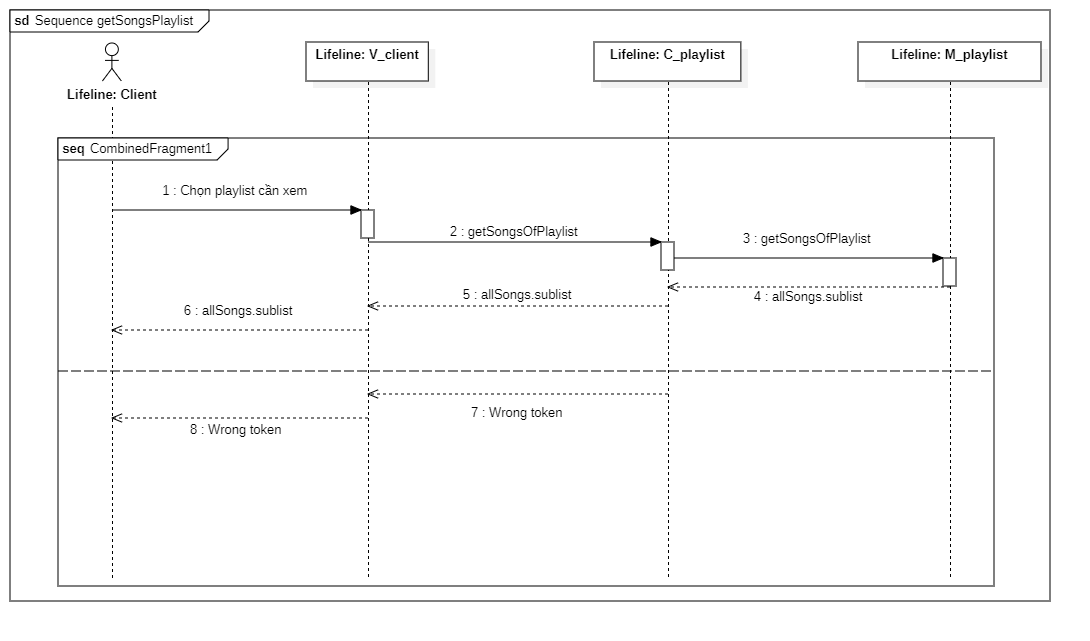 sd Sequence getSongsPlaylist
Lifeline: Client
Lifeline: V_client
Lifeline: C_playlist
Lifeline: M_playlist
seq CombinedFragment1
1 : Chọn playlist cần xem
2 : getSongsOfPlaylist
3 : getSongsOfPlaylist
4 : allSongs.sublist
5 : allSongs.sublist
6 : allSongs.sublist
7 : Wrong token
8 : Wrong token